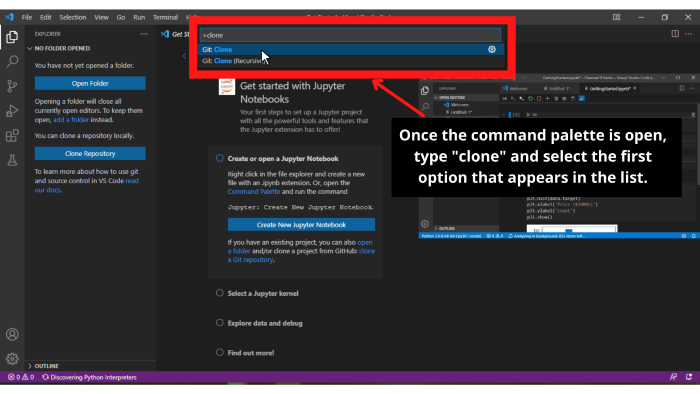 File Edit Selection View Go Run Terminal
EXPLORER
NO FOLDER OPENED
You have not yet opened a folder.
Open Folder
Opening a folder will close all
currently open editors. To keep them
open, add a folder instead.
You can clone a repository locally.
Clone Repository
To learn more about how to use git
and source control in VS Code read
our docs.
OUTLINE
Get St
>clone
Git: Clone
Git: Clone (Recursive)
Get started with Jupyter
Notebooks
Your first steps to set up a Jupyter project
with all the powerful tools and features that
the Jupyter extension has to offer!
Create or open a Jupyter Notebook
Right click in the file explorer and create a new
file with an .ipynb extension. Or, open the
Command Palette and run the command
Jupyter: Create New Jupyter Notebook.
Create New Jupyter Notebook
If you have an existing project, you can also open
a folder and/or clone a project from GitHub: clone
a Git repository.
Select a Jupyter kernel
Explore data and debug
Find out more!
EXPLORER
OPEN EDITORS
Welcome
Welcome
Once the command palette is open,
type "clone" and select the first
option that appears in the list.
plt.show()
OUTLINE
0 0 Discovering Python Interpreters